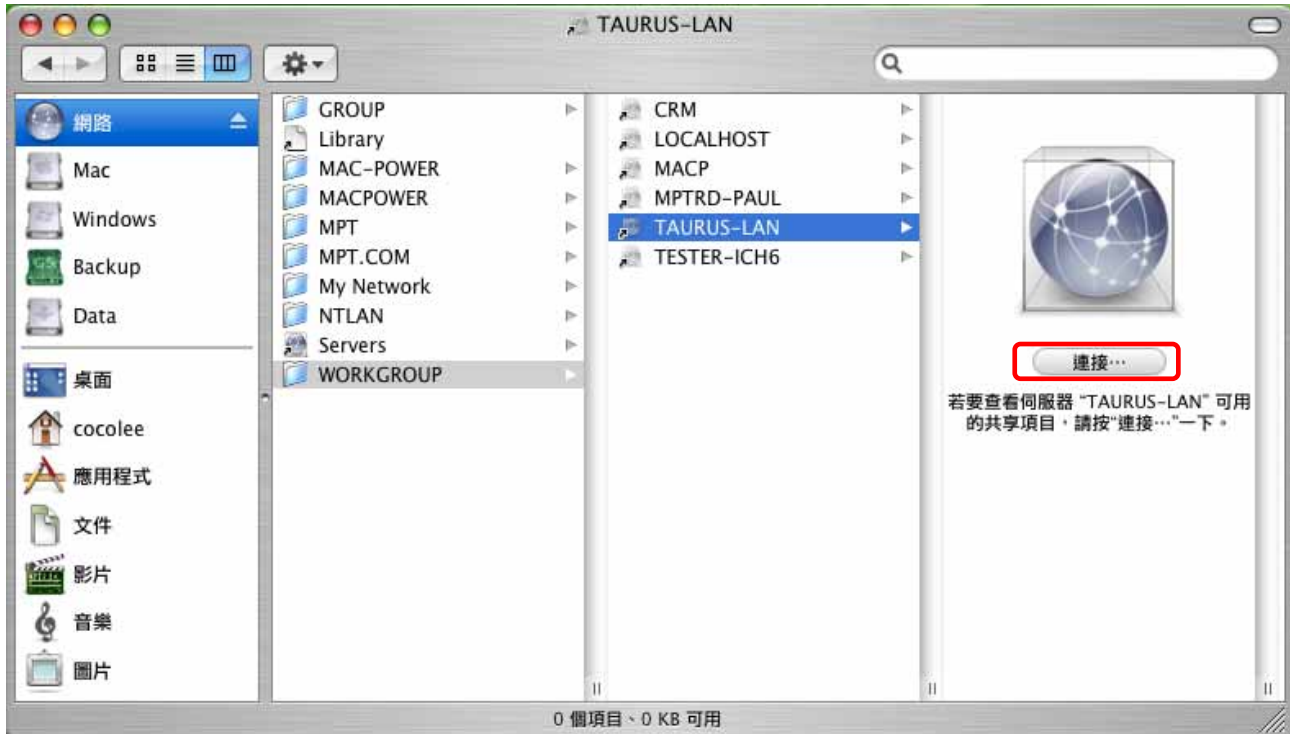 TAURUS-LAN
網路
Mac
Windows
Backup
Data
桌面
cocolee
應用程式
文件
影片
音樂
圖片
GROUP
Library
MAC-POWER
MACPOWER
MPT
MPT.COM
My Network
NTLAN
Servers
WORKGROUP
CRM
LOCALHOST
MACP
MPTRD-PAUL
TAURUS-LAN
TESTER-ICH6
連接…
若要查看伺服器 “TAURUS-LAN” 可用
的共享項目，請按“連接…”一下。
0 個項目、0 KB 可用